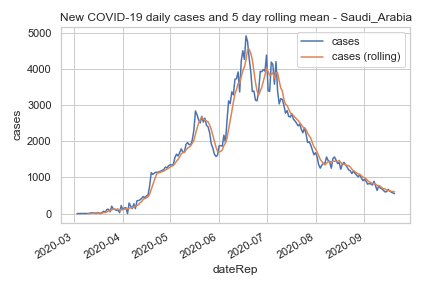 New COVID-19 daily cases and 5 day rolling mean - Saudi_Arabia
cases
cases (rolling)
5000
4000
3000
2000
1000
0
cases
2020-03
2020-04
2020-05
2020-06
2020-07
2020-08
2020-09
dateRep